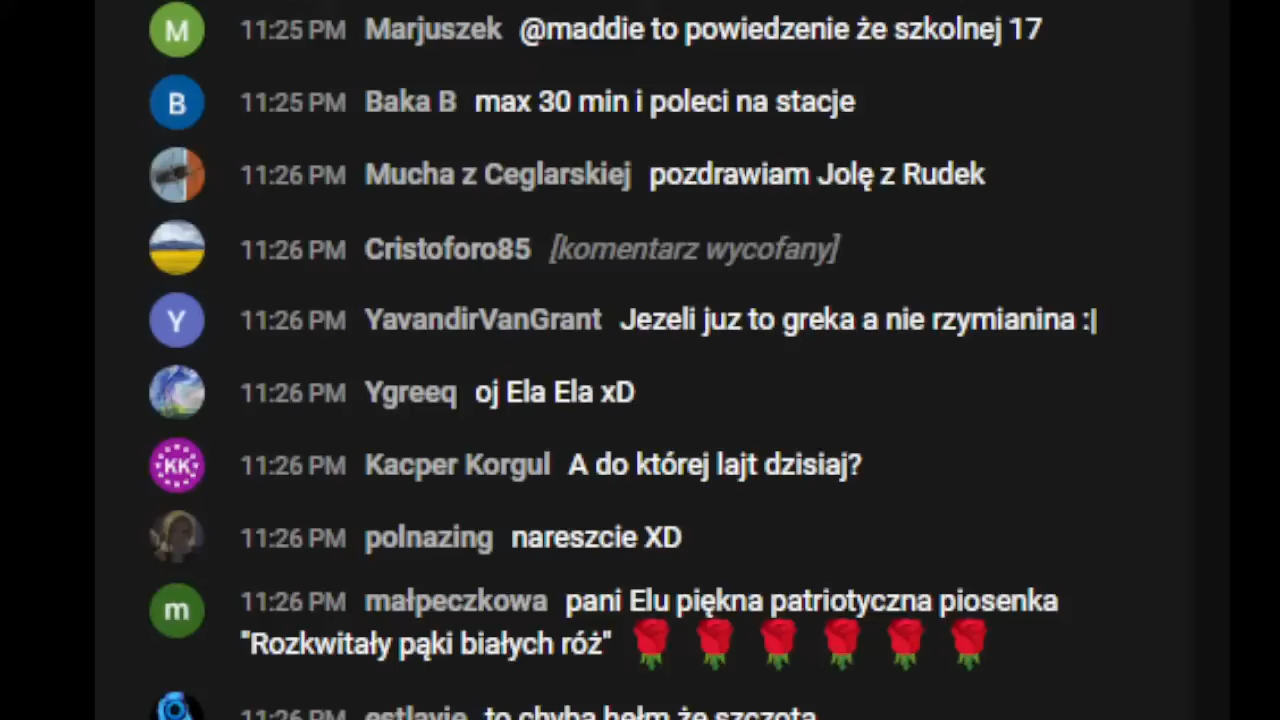 M 11:25 PM Marjuszek @maddie to powiedzenie że szkolnej 17
B 11:25 PM Baka B max 30 min i poleci na stacje
11:26 PM Mucha z Ceglarskiej pozdrawiam Jolę z Rudek
11:26 PM Cristoforo85 [komentarz wycofany]
Y 11:26 PM YavandirVanGrant Jezeli juz to greka a nie rzymianina :|
11:26 PM Ygreeq oj Ela Ela xD
KK 11:26 PM Kacper Korgul A do której lajt dzisiaj?
11:26 PM polnazing nareszcie XD
m 11:26 PM małpeczkowa pani Elu piękna patriotyczna piosenka
"Rozkwitały pąki białych róż" 🌹 🌹 🌹 🌹 🌹 🌹
11:26 PM estlavie to chyba hełm że szczota